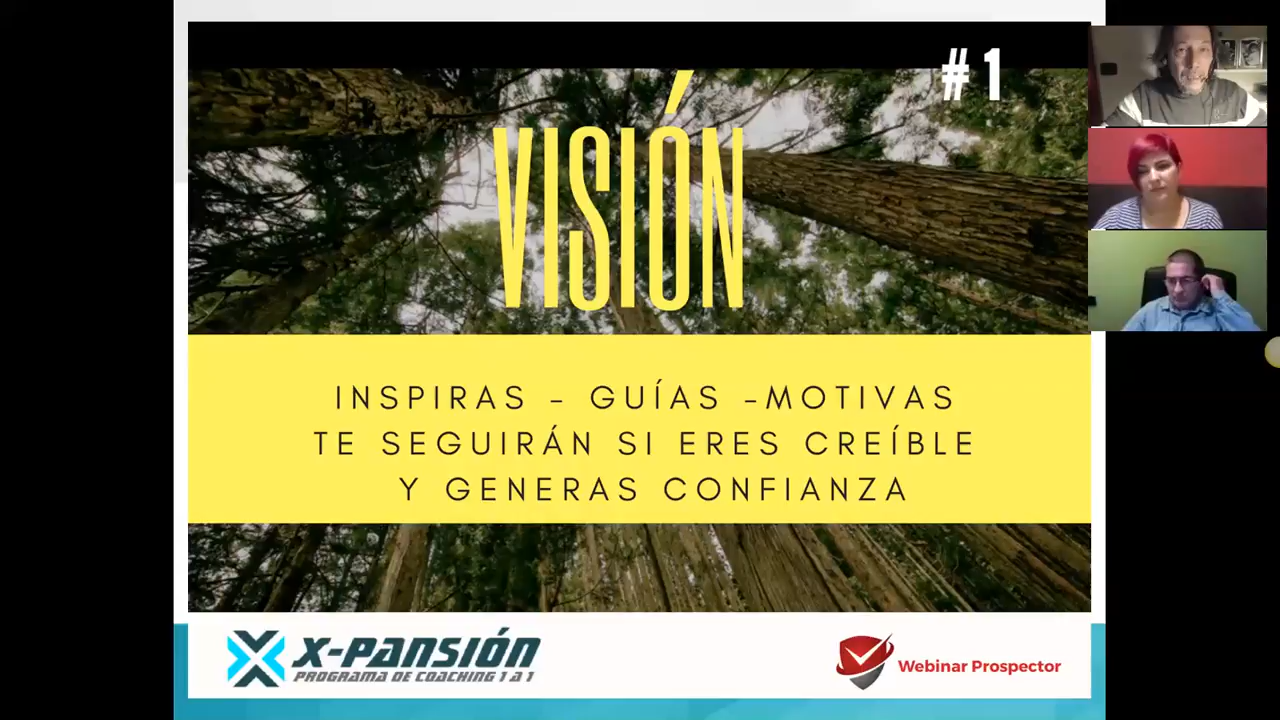 #1
VISIÓN
INSPIRAS - GUÍAS -MOTIVAS
TE SEGUIRÁN SI ERES CREÍBLE
Y GENERAS CONFIANZA
X-PANSIÓN
PROGRAMA DE COACHING 1 A 1
Webinar Prospector